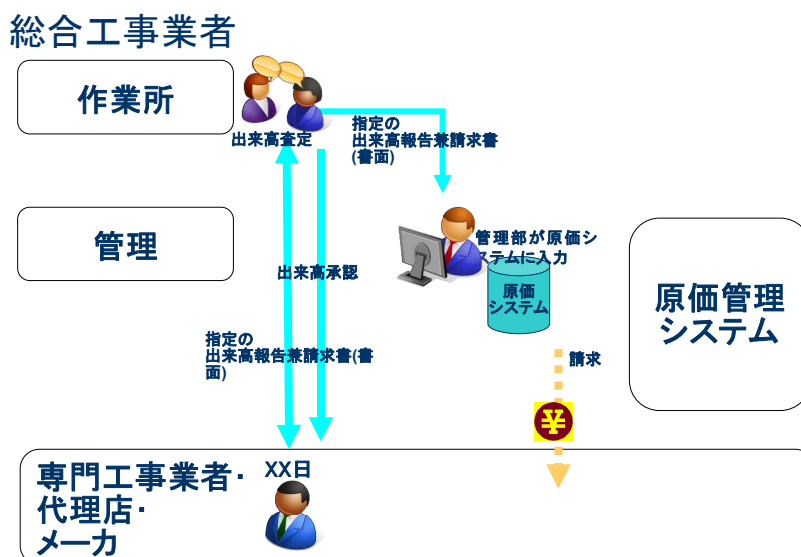 総合工事業者
作業所
出来高査定
指定の
出来高報告兼請求書
(書面)
管理
管理部が原価シ
ステムに入力
原価
システム
原価管理
システム
出来高承認
指定の
出来高報告兼請求書(書
面)
請求
¥
専門工事業者・
代理店・
メーカ
XX日